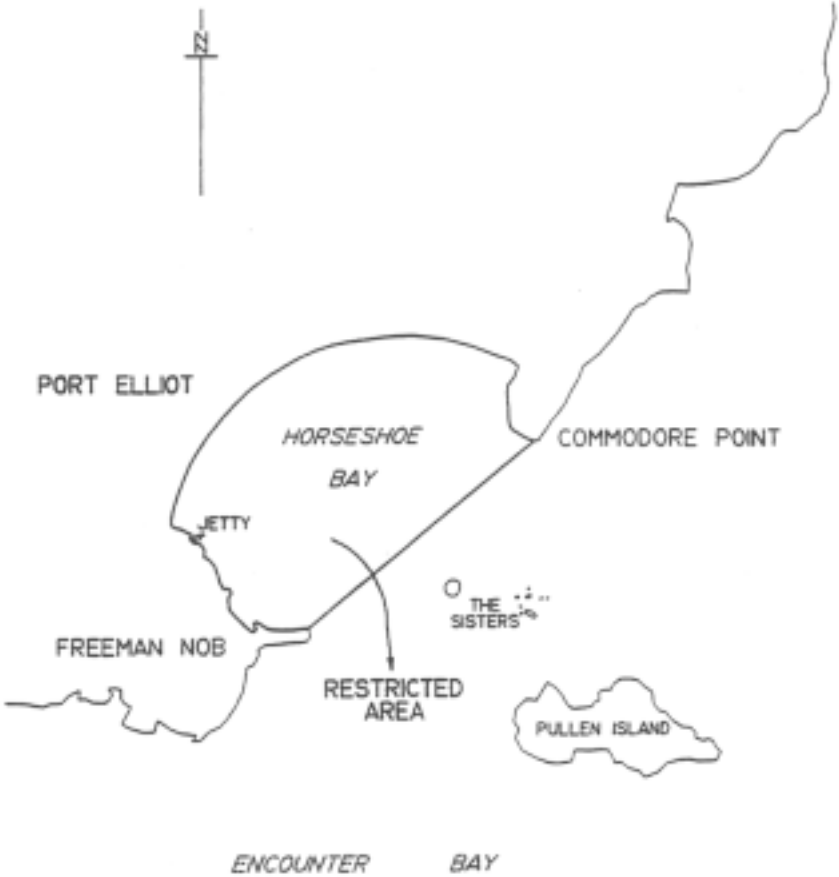 N
PORT ELLIOT
HORSESHOE
BAY
COMMODORE POINT
JETTY
THE
SISTERS
FREEMAN NOB
RESTRICTED
AREA
PULLEN ISLAND
ENCOUNTER BAY